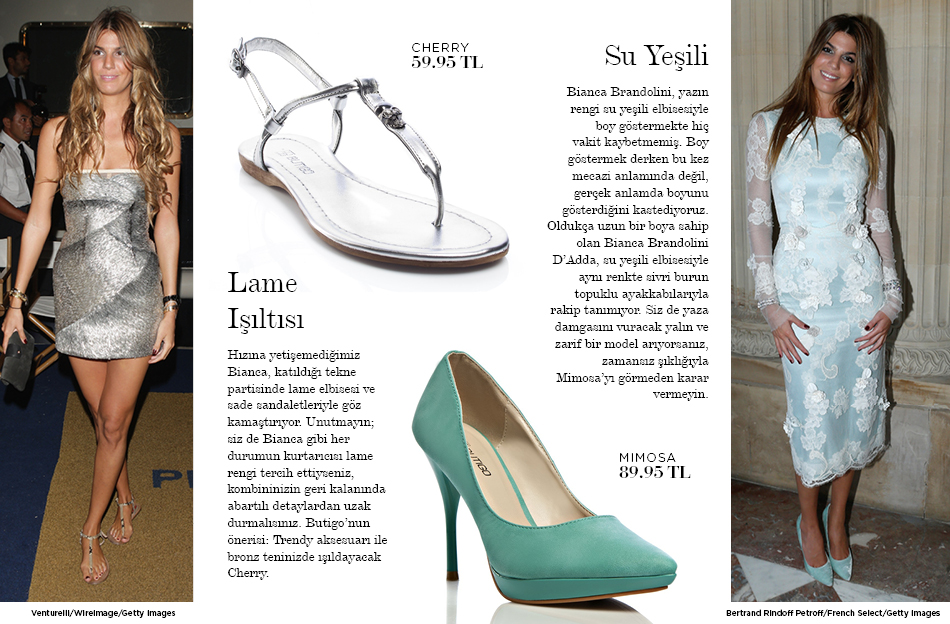 CHERRY
59.95 TL
Lame
Işıltısı
Hızına yetişemediğimiz
Bianca, katıldığı tekne
partisinde lame elbisesi ve
sade sandaletleriyle göz
kamaştırıyor. Unutmayın;
siz de Bianca gibi her
durumun kurtarıcısı lame
rengi tercih ettiyseniz,
kombininizin geri kalanında
abartılı detaylardan uzak
durmalısınız. Butigo’nun
önerisi: Trendy aksesuarı ile
bronz teninizde ışıldayacak
Cherry.
Su Yeşili
Bianca Brandolini, yazın
rengi su yeşili elbisesiyle
boy göstermekte hiç
vakit kaybetmemiş. Boy
göstermek derken bu kez
mecazi anlamında değil,
gerçek anlamda boyunu
gösterdiğini kastediyoruz.
Oldukça uzun bir boya sahip
olan Bianca Brandolini
D’Adda, su yeşili elbisesiyle
aynı renkte sivri burun
topuklu ayakkabılarıyla
rakip tanımıyor. Siz de yaza
damgasını vuracak yalın ve
zarif bir model arıyorsanız,
zamansız şıklığıyla
Mimosa’yı görmeden karar
vermeyin.
MIMOSA
89.95 TL
BUTIGO
Venturelli/WireImage/Getty Images
Bertrand Rindoff Petroff/French Select/Getty Images